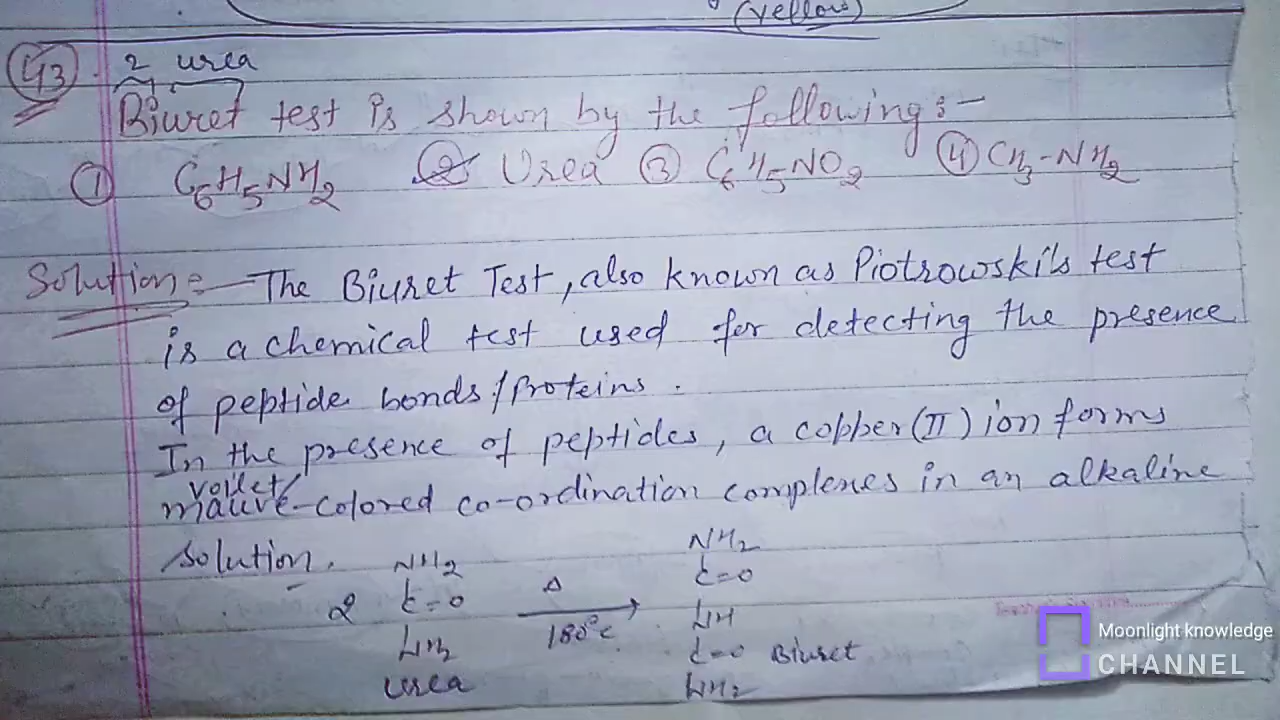 (yellow)
43. 2 urea
Biuret test is shown by the following:-
① C6H5NH2 ② Urea ③ C6H5NO2 ④ CH3-NH2
Solution:- The Biuret Test, also known as Piotrowski's test
is a chemical test used for detecting the presence
of peptide bonds/proteins.
In the presence of peptides, a copper(II) ion forms
voilet/
mauve-colored co-ordination complexes in an alkaline
solution.
NH2 NH2
2 C=O Δ C=O
NH2 180°C NH
Urea C=O Biuret
NH2
Moonlight knowledge
CHANNEL